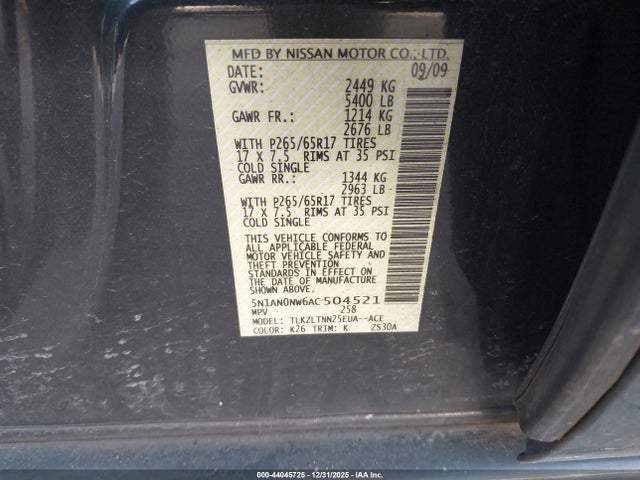 MFD BY NISSAN MOTOR CO., LTD.
DATE: 09/09
GVWR: 2449 KG
5400 LB
GAWR FR.: 1214 KG
2676 LB
WITH P265/65R17 TIRES
17 X 7.5 RIMS AT 35 PSI
COLD SINGLE
GAWR RR.: 1344 KG
2963 LB
WITH P265/65R17 TIRES
17 X 7.5 RIMS AT 35 PSI
COLD SINGLE
THIS VEHICLE CONFORMS TO
ALL APPLICABLE FEDERAL
MOTOR VEHICLE SAFETY AND
THEFT PREVENTION
STANDARDS IN EFFECT ON
THE DATE OF MANUFACTURE
SHOWN ABOVE.
5N1AN0NW6AC504521
MPV 258
MODEL: TLKZLTNN25EUA--ACE
COLOR: K26 TRIM: K ZS30A
000-44045725 - 12/31/2025 - IAA Inc.